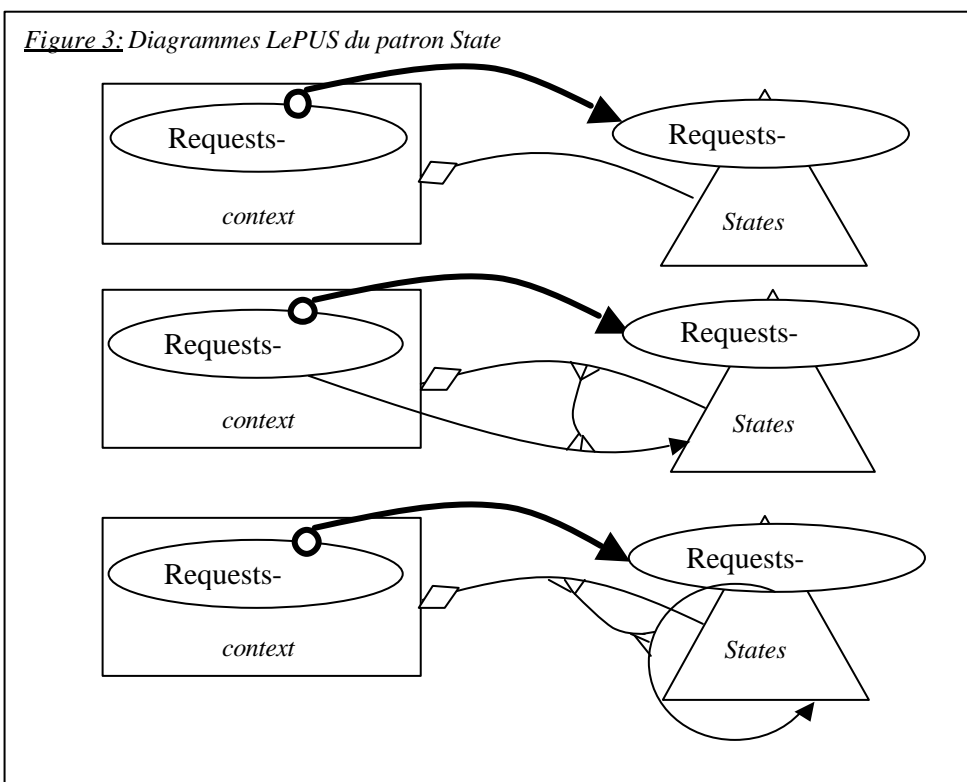 Figure 3: Diagrammes LePUS du patron State
Requests-
Requests-
context
States
Requests-
Requests-
context
States
Requests-
Requests-
context
States